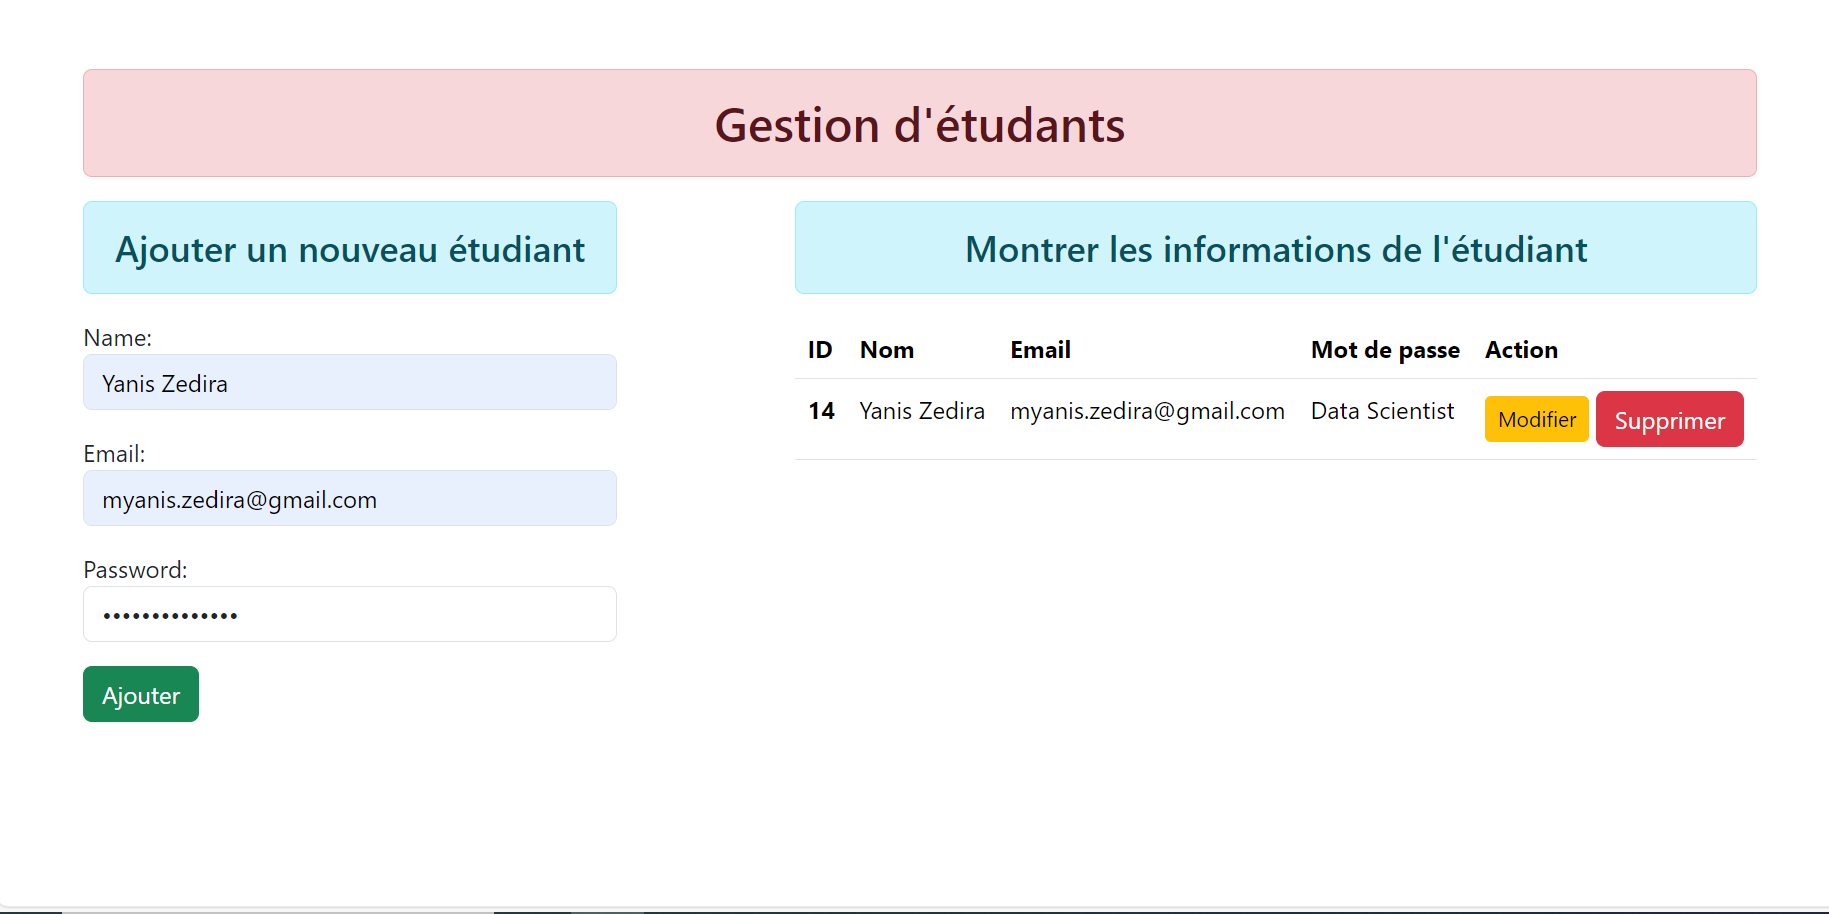 Gestion d'étudants
Ajouter un nouveau étudiant
Name:
Yanis Zedira
Email:
myanis.zedira@gmail.com
Password:
••••••••••••••
Ajouter
Montrer les informations de l'étudiant
ID Nom Email Mot de passe Action
14 Yanis Zedira myanis.zedira@gmail.com Data Scientist Modifier Supprimer